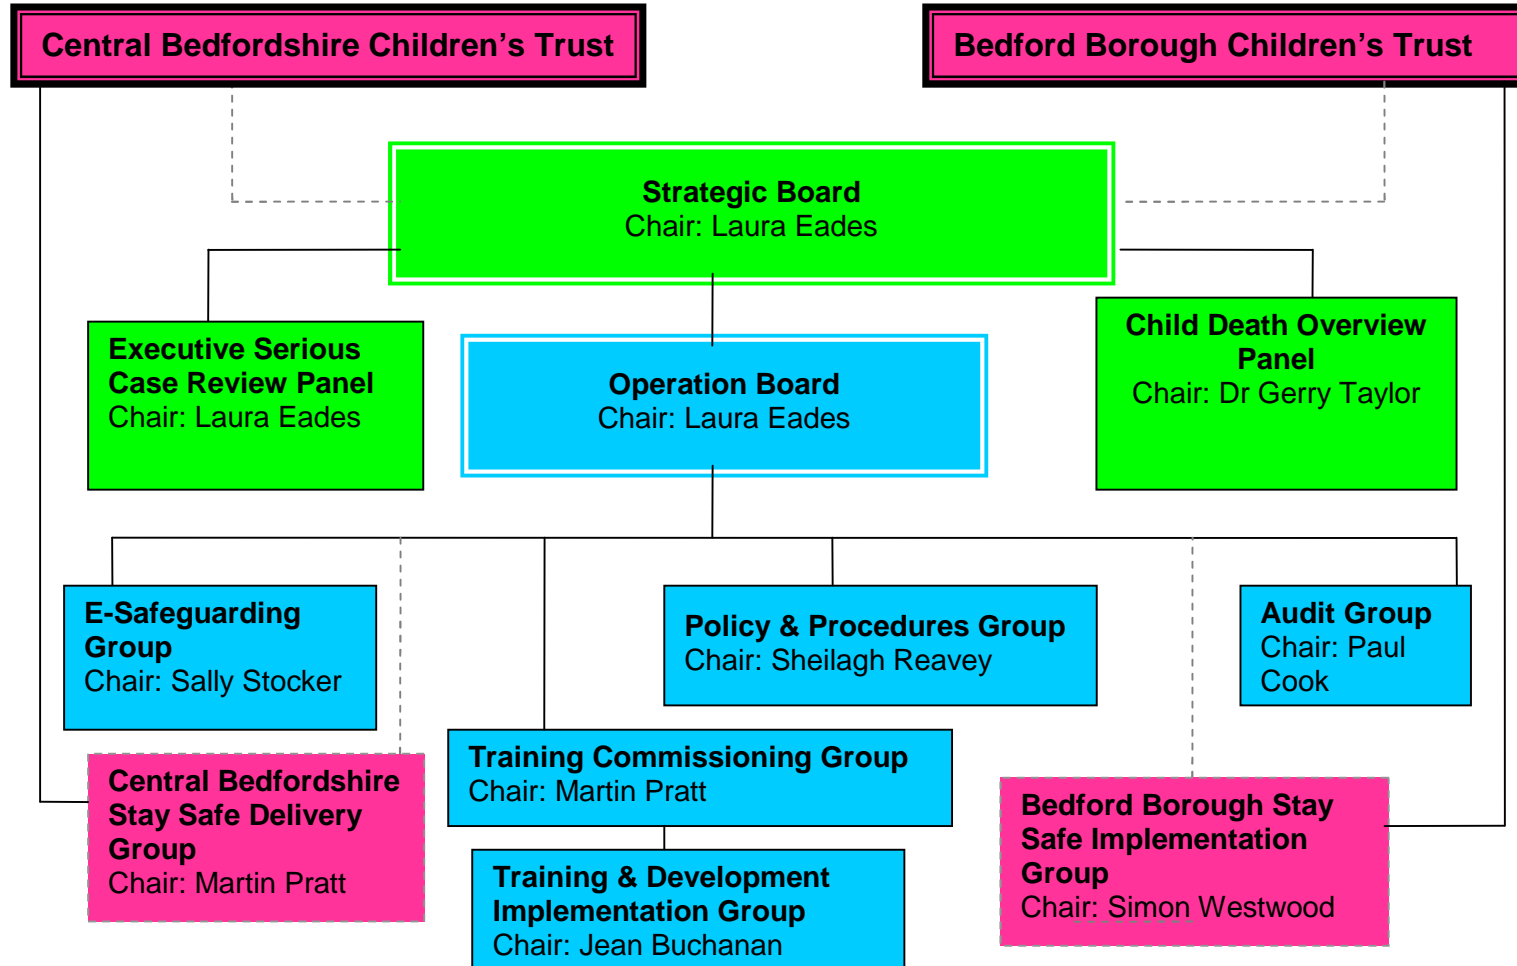 Central Bedfordshire Children’s Trust
Bedford Borough Children’s Trust
Strategic Board
Chair: Laura Eades
Executive Serious
Case Review Panel
Chair: Laura Eades
Operation Board
Chair: Laura Eades
Child Death Overview
Panel
Chair: Dr Gerry Taylor
E-Safeguarding
Group
Chair: Sally Stocker
Policy & Procedures Group
Chair: Sheilagh Reavey
Audit Group
Chair: Paul
Cook
Central Bedfordshire
Stay Safe Delivery
Group
Chair: Martin Pratt
Training Commissioning Group
Chair: Martin Pratt
Bedford Borough Stay
Safe Implementation
Group
Chair: Simon Westwood
Training & Development
Implementation Group
Chair: Jean Buchanan